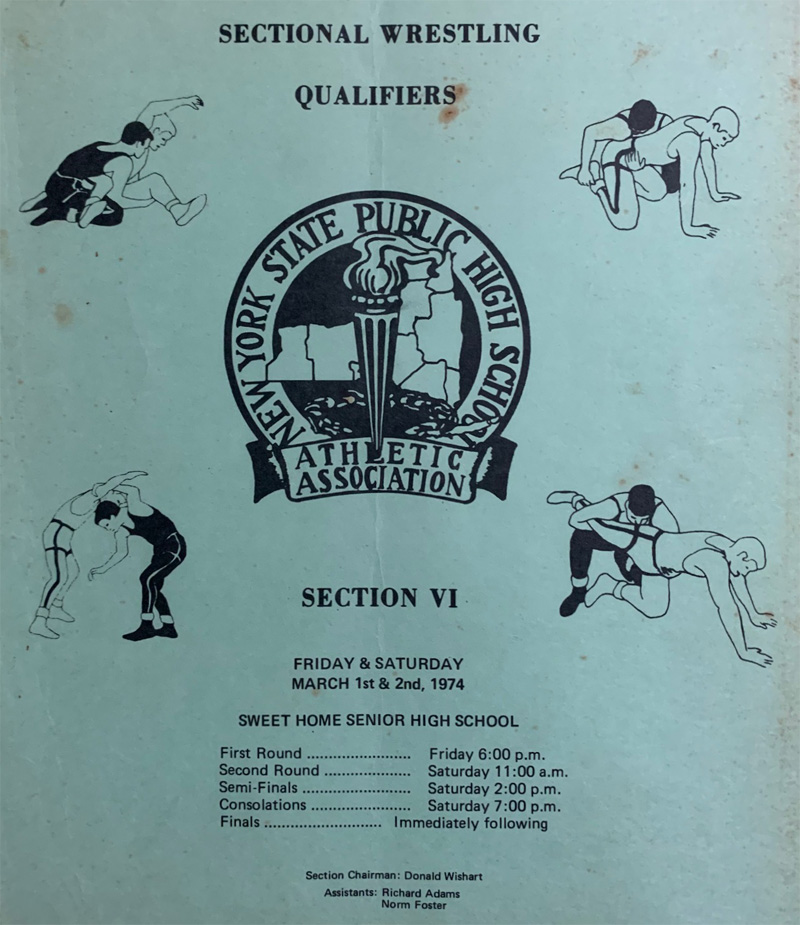 SECTIONAL WRESTLING
QUALIFIERS
NEW YORK STATE PUBLIC HIGH SCHOOL
ATHLETIC
ASSOCIATION
SECTION VI
FRIDAY & SATURDAY
MARCH 1st & 2nd, 1974
SWEET HOME SENIOR HIGH SCHOOL
First Round ........................ Friday 6:00 p.m.
Second Round .................... Saturday 11:00 a.m.
Semi-Finals ......................... Saturday 2:00 p.m.
Consolations ....................... Saturday 7:00 p.m.
Finals ........................... Immediately following
Section Chairman: Donald Wishart
Assistants: Richard Adams
Norm Foster